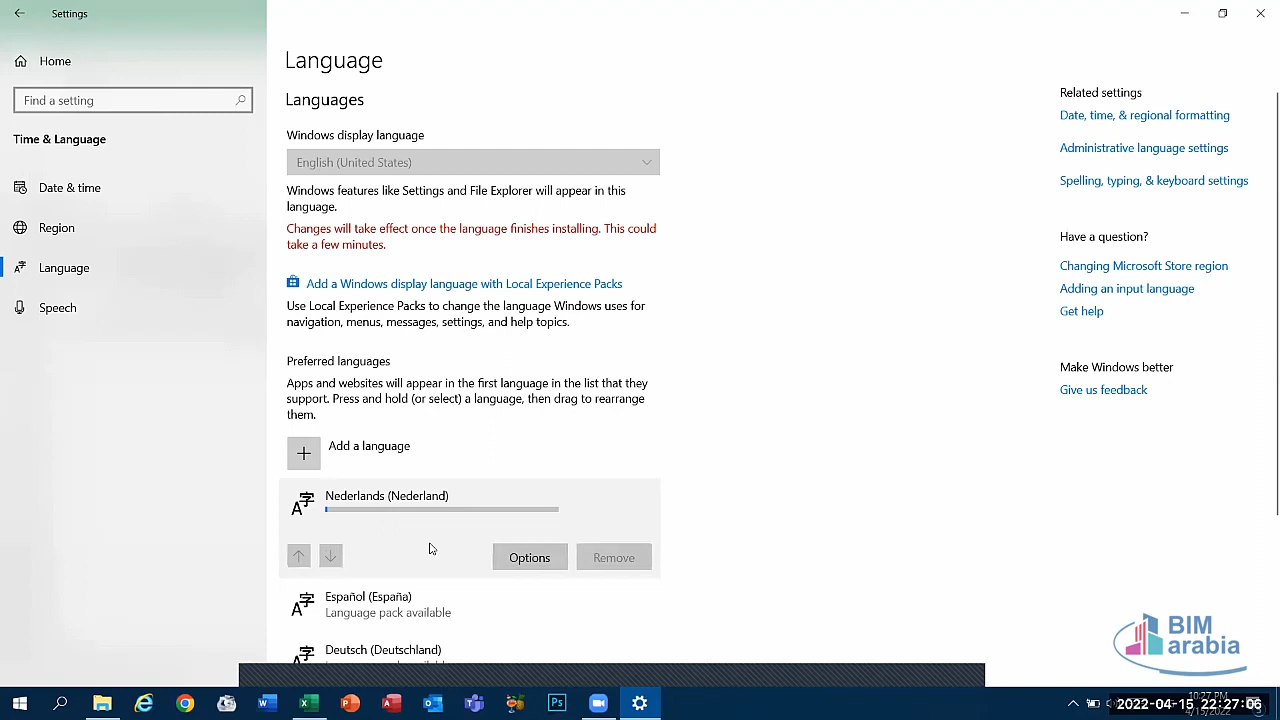 Settings
Home
Find a setting
Time & Language
Date & time
Region
Language
Speech
Language
Languages
Windows display language
English (United States)
Windows features like Settings and File Explorer will appear in this
language.
Changes will take effect once the language finishes installing. This could
take a few minutes.
Add a Windows display language with Local Experience Packs
Use Local Experience Packs to change the language Windows uses for
navigation, menus, messages, settings, and help topics.
Preferred languages
Apps and websites will appear in the first language in the list that they
support. Press and hold (or select) a language, then drag to rearrange
them.
Add a language
Nederlands (Nederland)
Options
Remove
Español (España)
Language pack available
Deutsch (Deutschland)
Related settings
Date, time, & regional formatting
Administrative language settings
Spelling, typing, & keyboard settings
Have a question?
Changing Microsoft Store region
Adding an input language
Get help
Make Windows better
Give us feedback
BIM
arabia
10:27 PM
2022-04-15 22:27:06